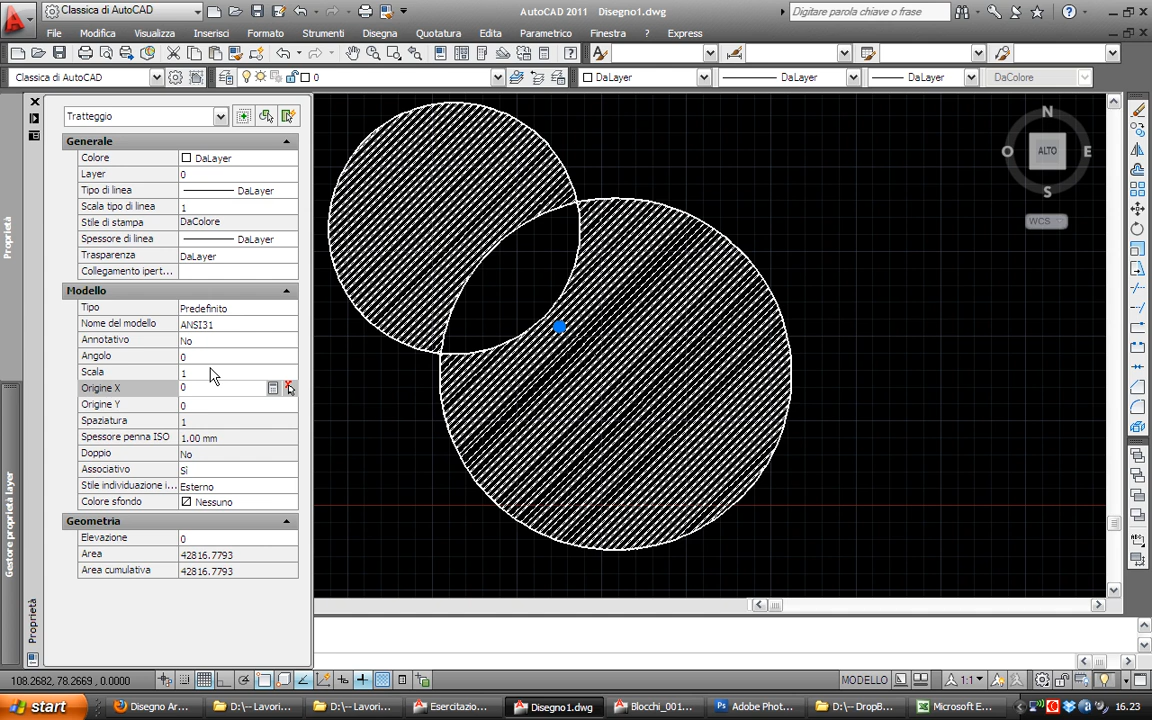 Classica di AutoCAD
AutoCAD 2011 Disegno1.dwg
Digitare parola chiave o frase
File Modifica Visualizza Inserisci Formato Strumenti Disegna Quotatura Edita Parametrico Finestra ? Express
Classica di AutoCAD
0
DaLayer
DaLayer
DaLayer
DaColore
Tratteggio
Generale
Colore DaLayer
Layer 0
Tipo di linea DaLayer
Scala tipo di linea 1
Stile di stampa DaColore
Spessore di linea DaLayer
Trasparenza DaLayer
Collegamento ipert...
Modello
Tipo Predefinito
Nome del modello ANSI31
Annotativo No
Angolo 0
Scala 1
Origine X 0
Origine Y 0
Spaziatura 1
Spessore penna ISO 1.00 mm
Doppio No
Associativo Sì
Stile individuazione i... Esterno
Colore sfondo Nessuno
Geometria
Elevazione 0
Area 42816.7793
Area cumulativa 42816.7793
Proprietà
Gestore proprietà layer
Proprietà
N
O ALTO E
S
WCS
108.2682, 78.2669, 0.0000
MODELLO
1:1
start
Disegno Ar...
D:\-- Lavori...
D:\-- Lavori...
Esercitazio...
Disegno1.dwg
Blocchi_001...
Adobe Phot...
D:\-- DropB...
Microsoft E...
16.23